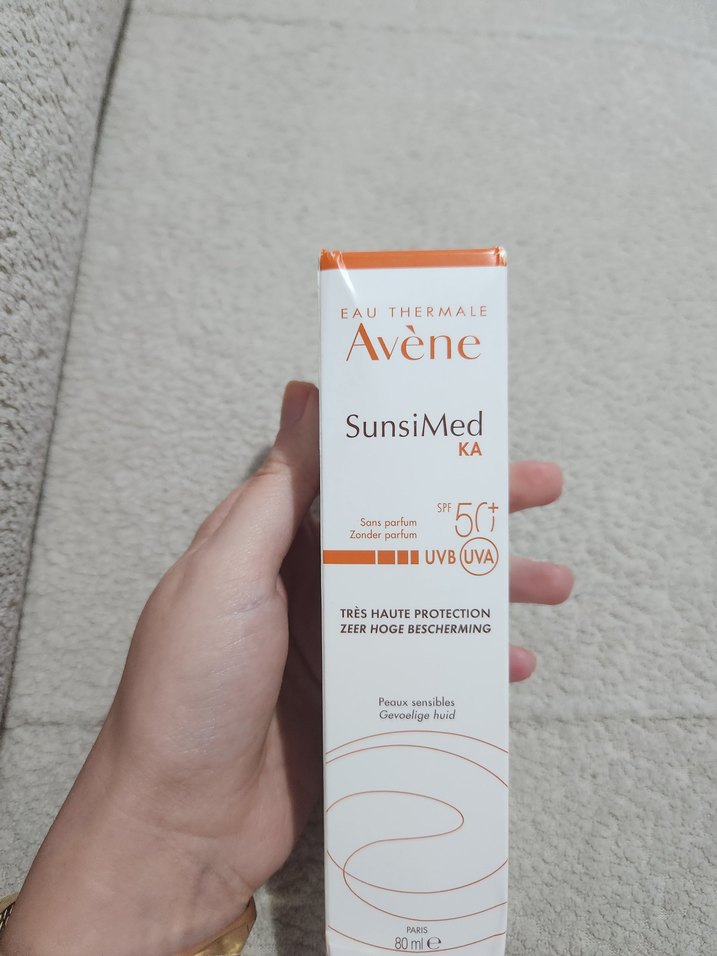 EAU THERMALE
Avène
SunsiMed
KA
SPF 50+
Sans parfum
Zonder parfum
UVB UVA
TRÈS HAUTE PROTECTION
ZEER HOGE BESCHERMING
Peaux sensibles
Gevoelige huid
PARIS
80 ml ℮